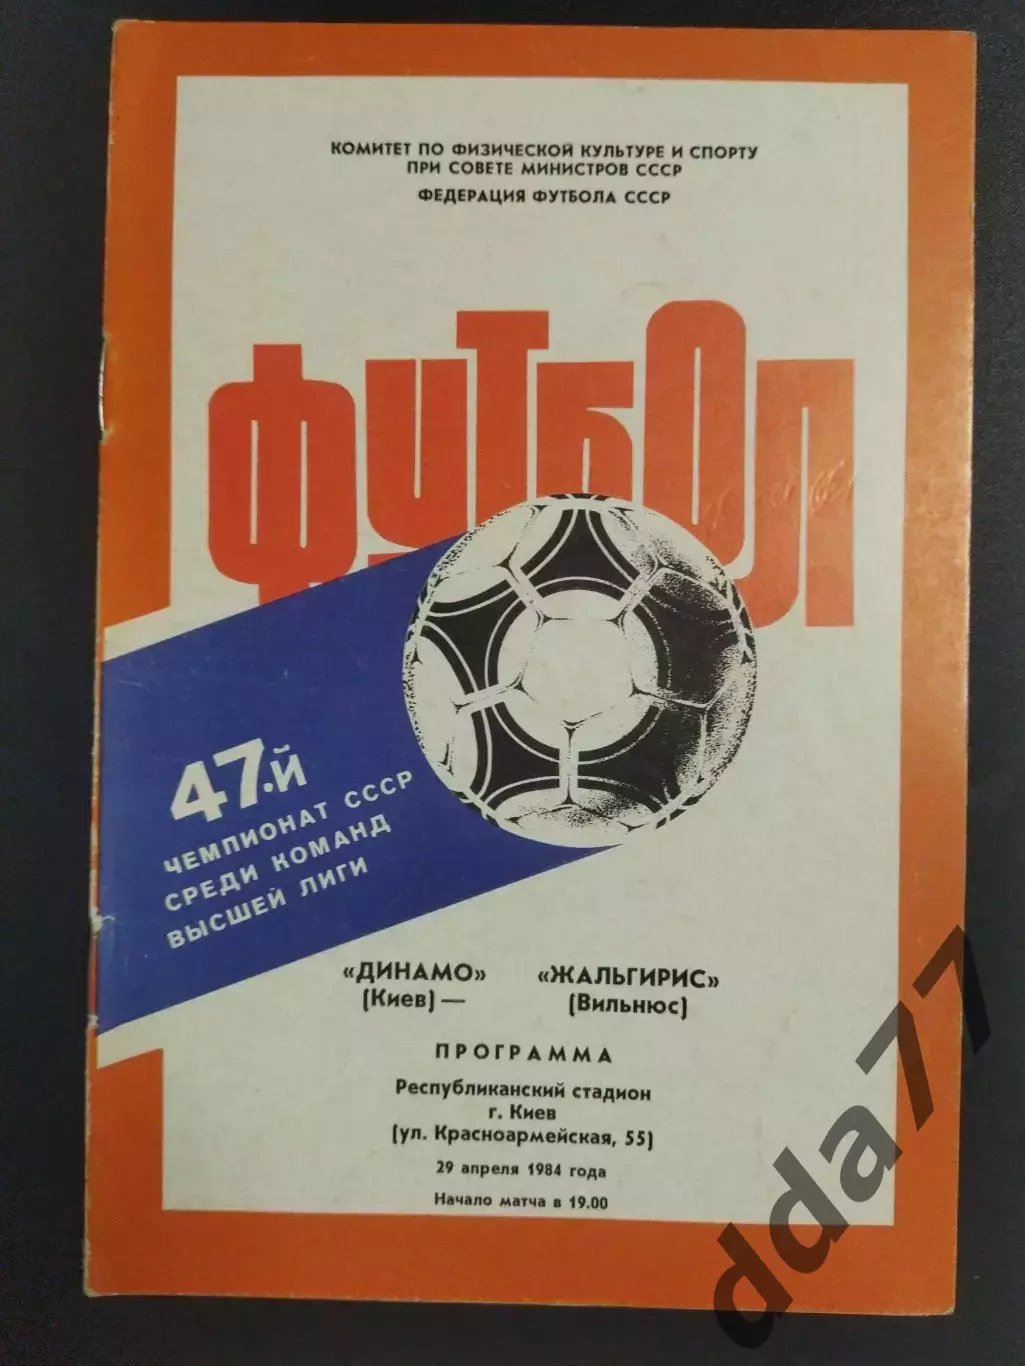 КОМИТЕТ ПО ФИЗИЧЕСКОЙ КУЛЬТУРЕ И СПОРТУ
ПРИ СОВЕТЕ МИНИСТРОВ СССР
ФЕДЕРАЦИЯ ФУТБОЛА СССР
ФУТБОЛ
47-Й
ЧЕМПИОНАТ СССР
СРЕДИ КОМАНД
ВЫСШЕЙ ЛИГИ
«ДИНАМО» «ЖАЛЬГИРИС»
(Киев) — (Вильнюс)
ПРОГРАММА
Республиканский стадион
г. Киев
(ул. Красноармейская, 55)
29 апреля 1984 года
Начало матча в 19.00
dda77